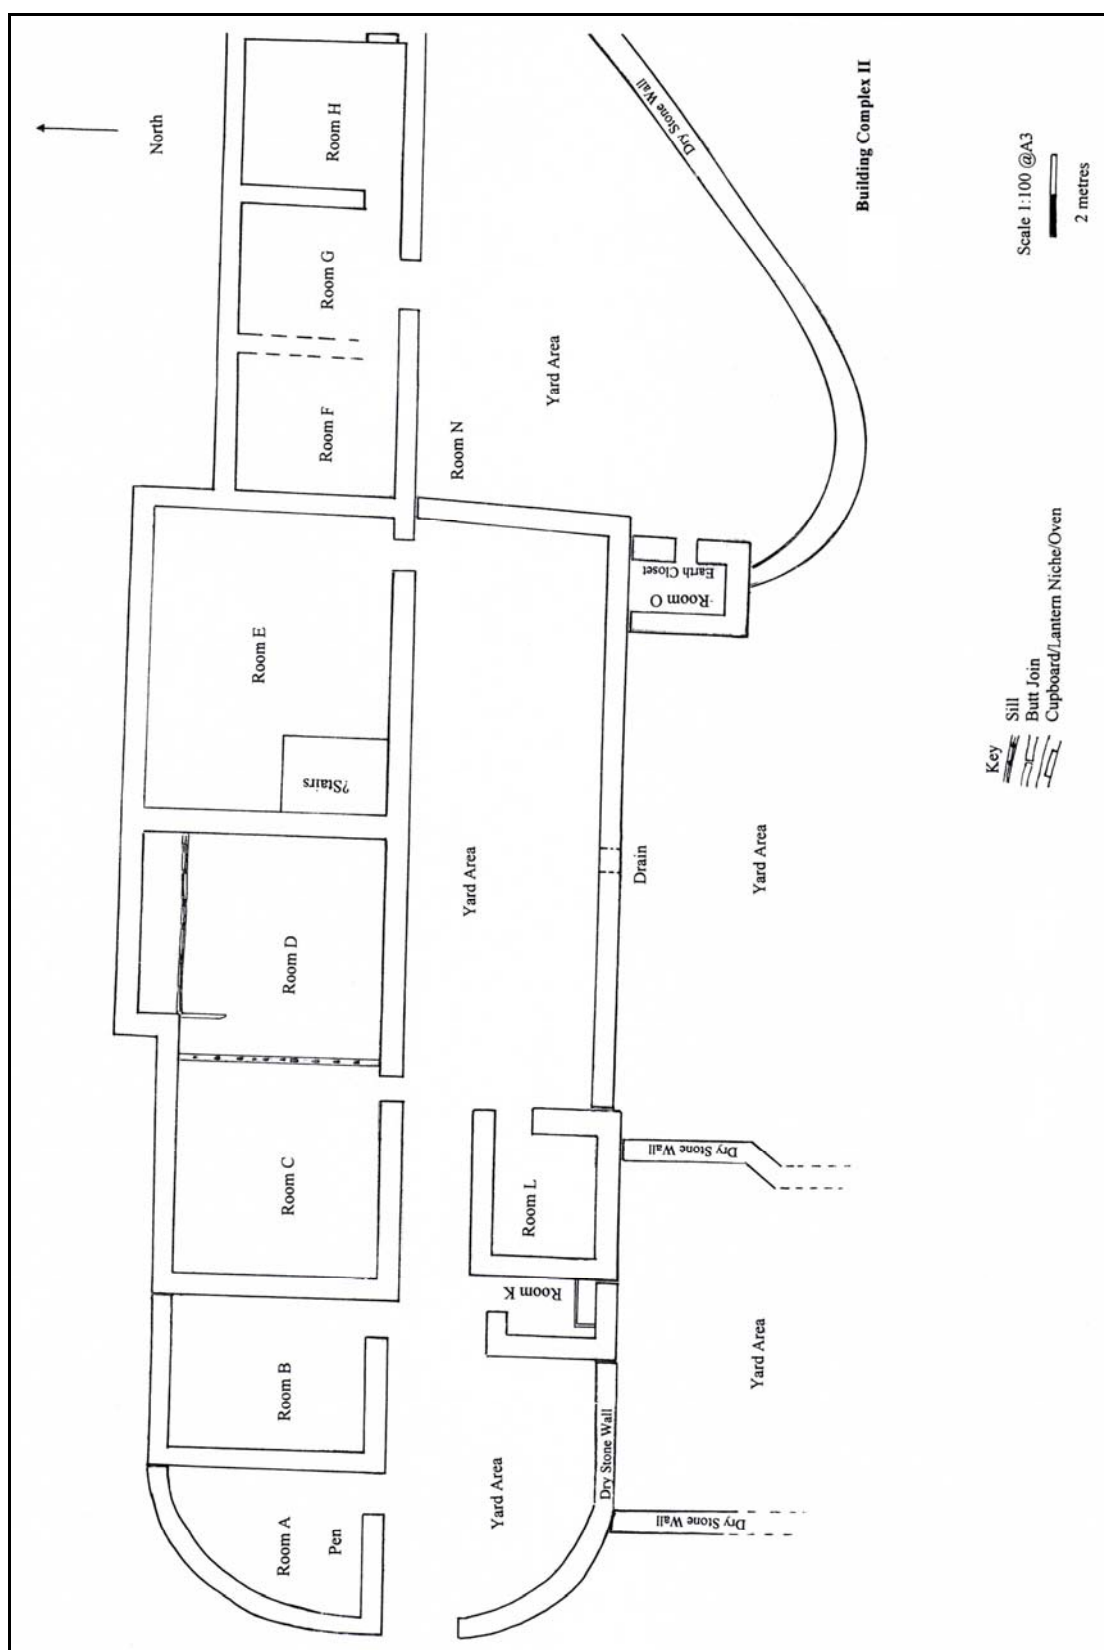 North
Room H
Room G
Room F
Room N
Yard Area
Dry Stone Wall
Building Complex II
Scale 1:100 @A3
2 metres
Room E
?Stairs
Room O
Earth Closet
Room D
Yard Area
Drain
Yard Area
Key
Sill
Butt Join
Cupboard/Lantern Niche/Oven
Room C
Room L
Dry Stone Wall
Room K
Room B
Yard Area
Room A
Pen
Yard Area
Dry Stone Wall
Dry Stone Wall